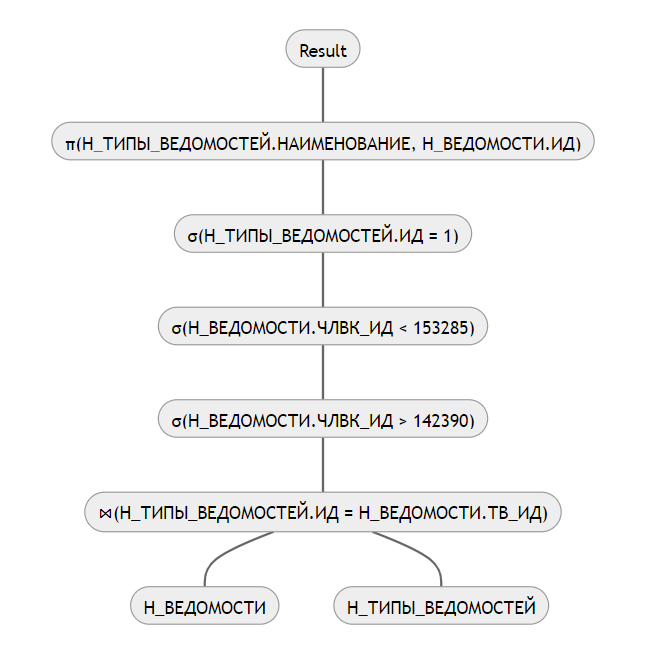 Result
π(Н_ТИПЫ_ВЕДОМОСТЕЙ.НАИМЕНОВАНИЕ, Н_ВЕДОМОСТИ.ИД)
σ(Н_ТИПЫ_ВЕДОМОСТЕЙ.ИД = 1)
σ(Н_ВЕДОМОСТИ.ЧЛВК_ИД < 153285)
σ(Н_ВЕДОМОСТИ.ЧЛВК_ИД > 142390)
⋈(Н_ТИПЫ_ВЕДОМОСТЕЙ.ИД = Н_ВЕДОМОСТИ.ТВ_ИД)
Н_ВЕДОМОСТИ
Н_ТИПЫ_ВЕДОМОСТЕЙ